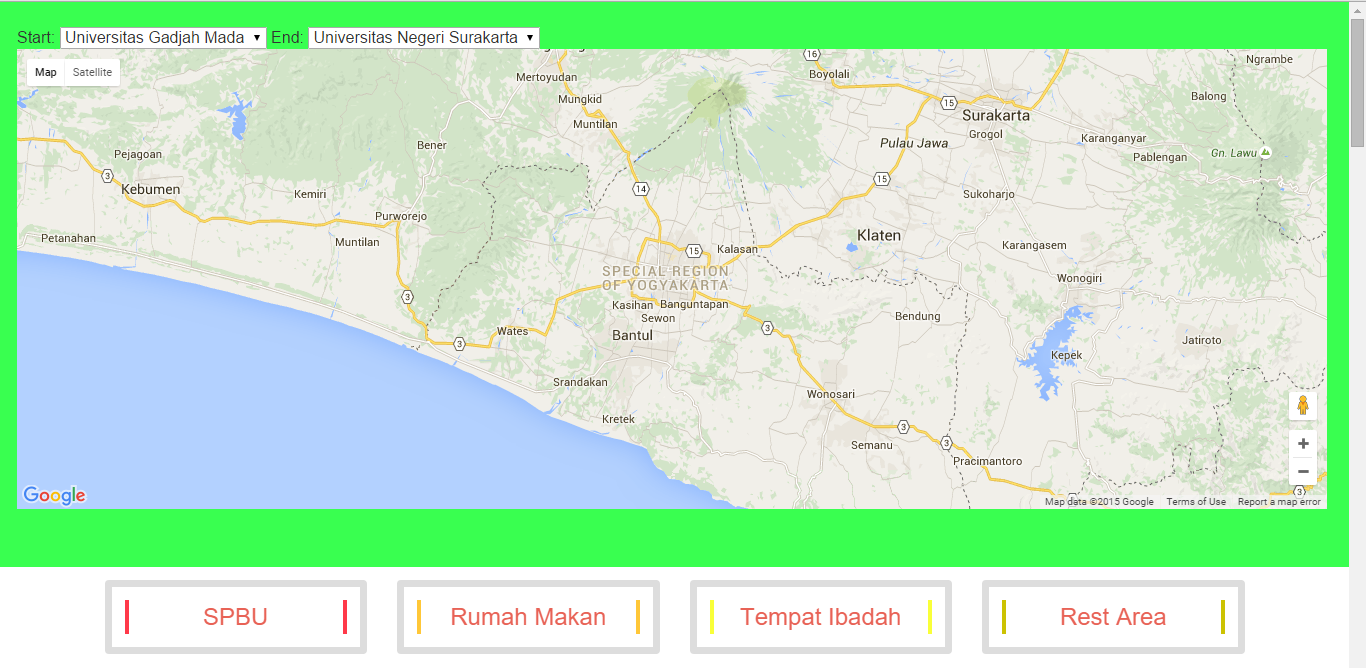 Start: Universitas Gadjah Mada End: Universitas Negeri Surakarta
Map Satellite
16
Ngrambe
Mertoyudan
Boyolali
Mungkid
Balong
15
Surakarta
Muntilan
Grogol
Karanganyar
Bener
Pulau Jawa
Pajagoan
Pablengan
Gn. Lawu
3
15
Kebumen
14
Kemiri
Sukoharjo
Purworejo
Petanahan
Muntilan
Klaten
15
Kalasan
Karangasem
SPECIAL REGION
OF YOGYAKARTA
Wonogiri
3
Kasihan
Banguntapan
Sewon
Bendung
Wates
3
Bantul
3
Jatiroto
Kepek
Srandakan
Wonosari
Kretek
3
Semanu
3
Pracimantoro
3
Google
Map data ©2015 Google Terms of Use Report a map error
SPBU
Rumah Makan
Tempat Ibadah
Rest Area